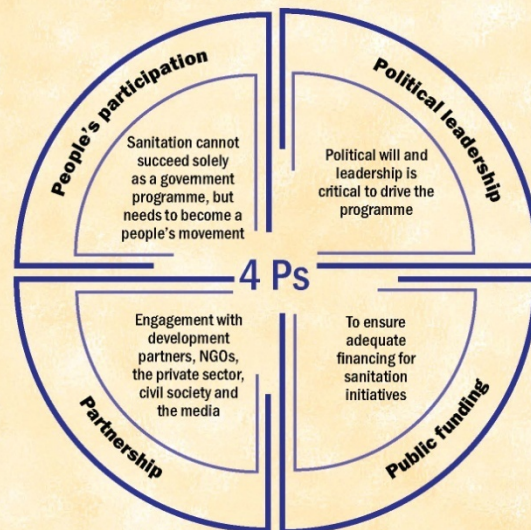 People's participation
Sanitation cannot
succeed solely
as a government
programme, but
needs to become a
people's movement
Political leadership
Political will and
leadership is
critical to drive the
programme
4 Ps
Engagement with
development
partners, NGOs,
the private sector,
civil society and
the media
Partnership
To ensure
adequate
financing for
sanitation
initiatives
Public funding